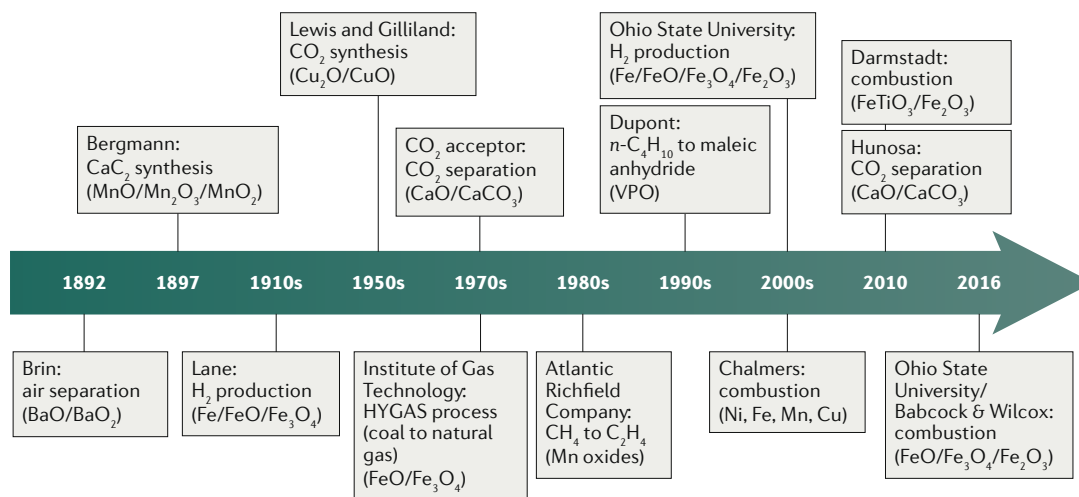 Lewis and Gilliland:
CO₂ synthesis
(Cu₂O/CuO)
Ohio State University:
H₂ production
(Fe/FeO/Fe₃O₄/Fe₂O₃)
Darmstadt:
combustion
(FeTiO₃/Fe₂O₃)
Bergmann:
CaC₂ synthesis
(MnO/Mn₂O₃/MnO₂)
CO₂ acceptor:
CO₂ separation
(CaO/CaCO₃)
Dupont:
n-C₄H₁₀ to maleic
anhydride
(VPO)
Hunosa:
CO₂ separation
(CaO/CaCO₃)
1892 1897 1910s 1950s 1970s 1980s 1990s 2000s 2010 2016
Brin:
air separation
(BaO/BaO₂)
Lane:
H₂ production
(Fe/FeO/Fe₃O₄)
Institute of Gas
Technology:
HYGAS process
(coal to natural
gas)
(FeO/Fe₃O₄)
Atlantic
Richfield
Company:
CH₄ to C₂H₄
(Mn oxides)
Chalmers:
combustion
(Ni, Fe, Mn, Cu)
Ohio State
University/
Babcock & Wilcox:
combustion
(FeO/Fe₃O₄/Fe₂O₃)